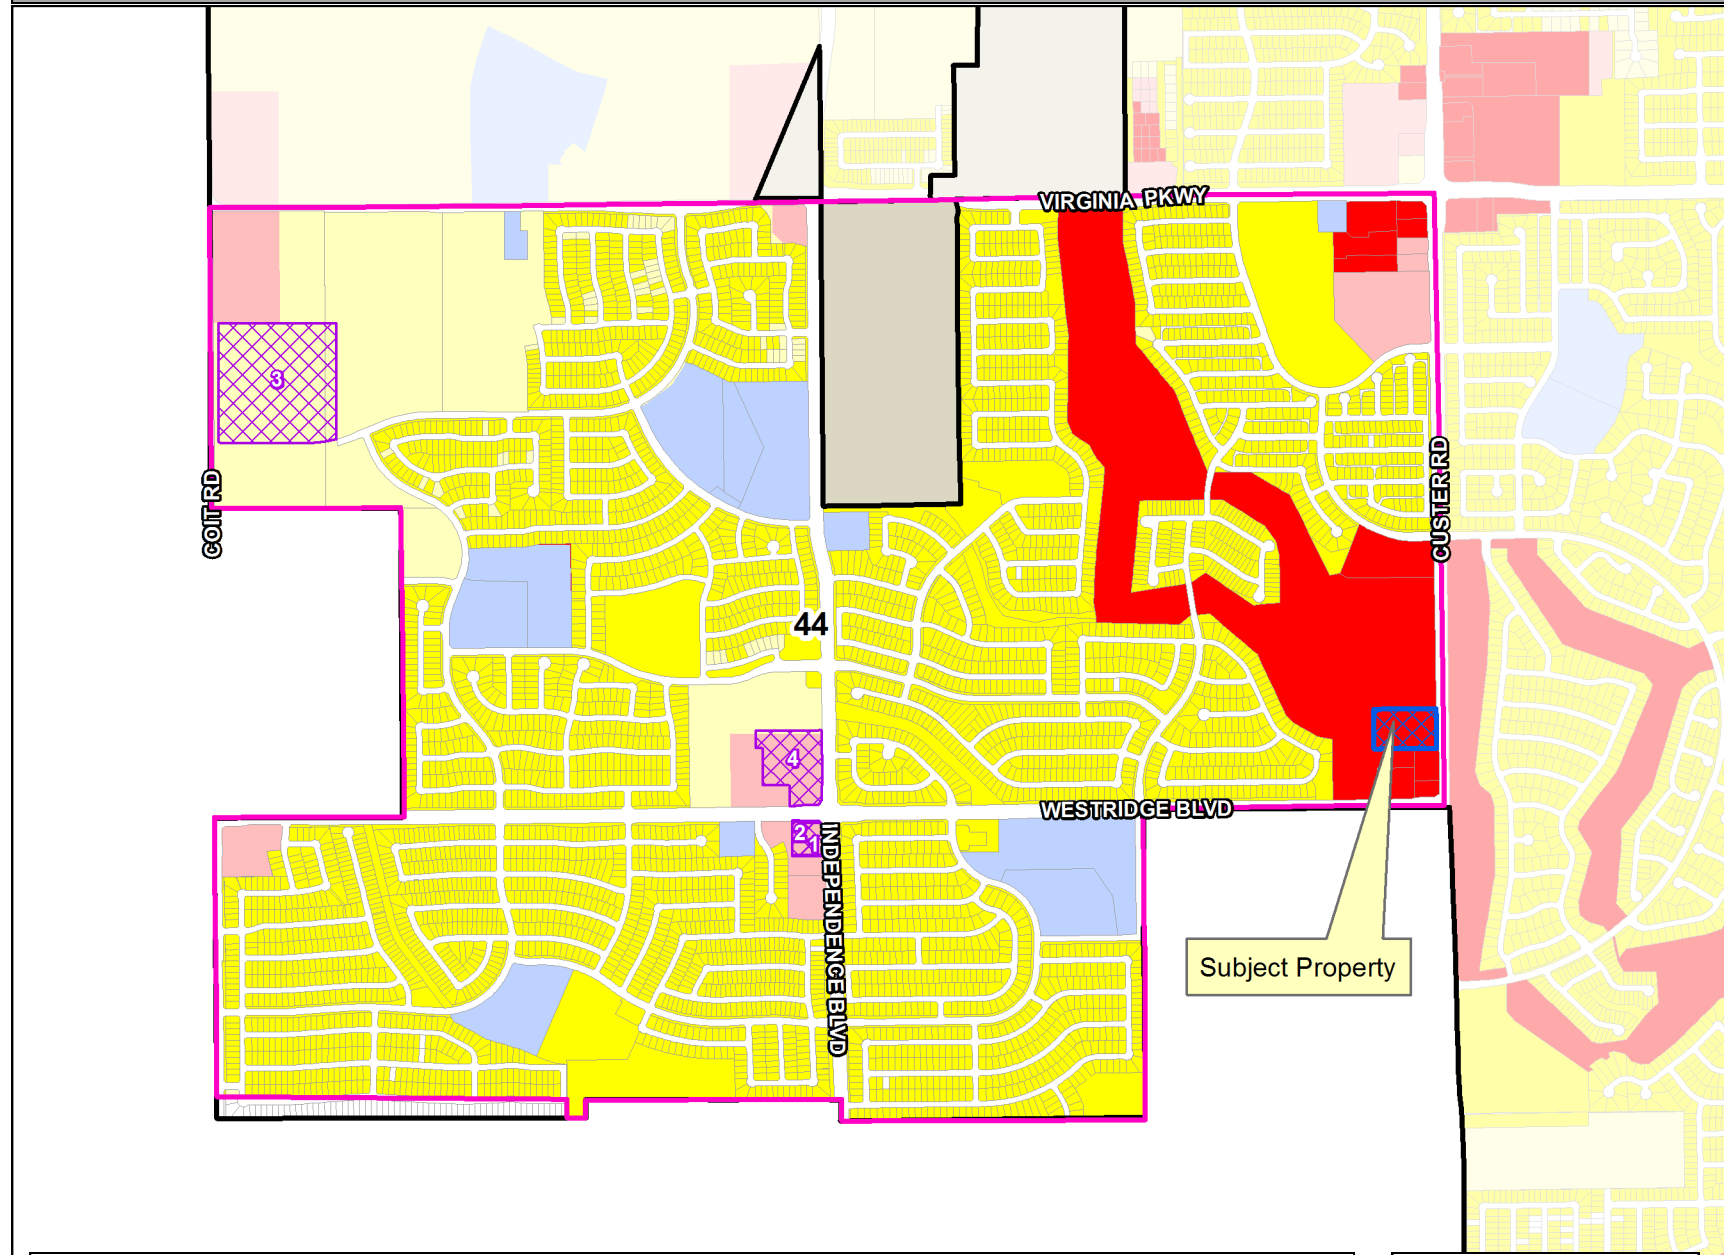 VIRGINIA PKWY
3
COIT RD
CUSTER RD
44
4
WESTRIDGE BLVD
2
1
INDEPENDENCE BLVD
Subject Property